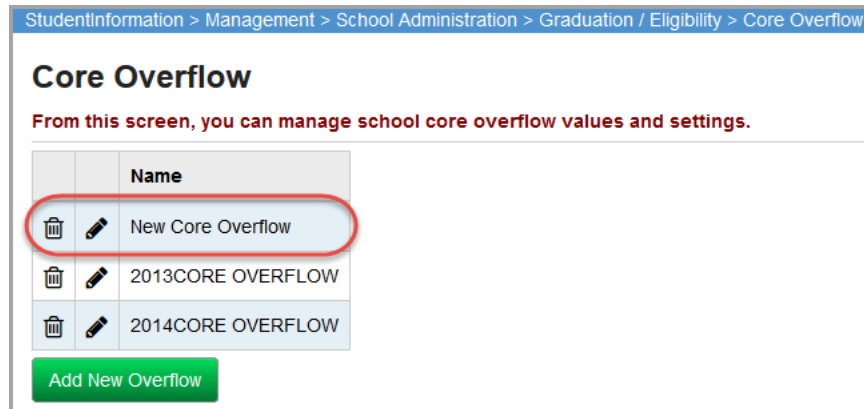 StudentInformation > Management > School Administration > Graduation / Eligibility > Core Overflow
Core Overflow
From this screen, you can manage school core overflow values and settings.
Name
New Core Overflow
2013CORE OVERFLOW
2014CORE OVERFLOW
Add New Overflow